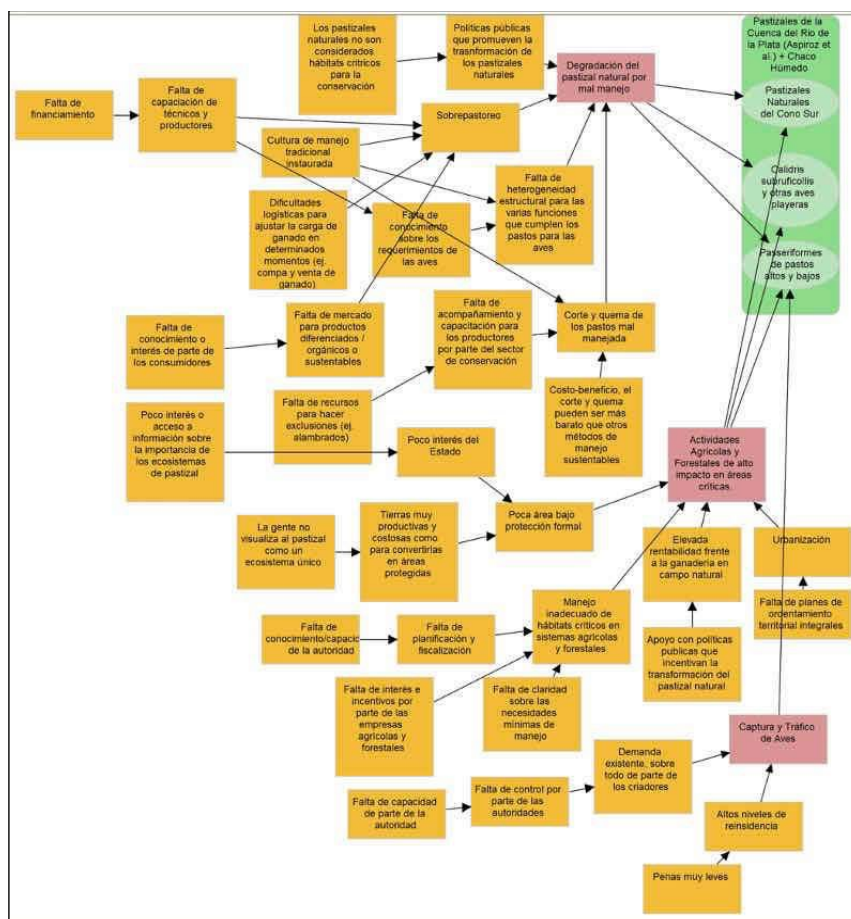 Los pastizales
naturales no son
considerados
hábitats críticos
para la
conservación
Políticas públicas
que promueven la
trasnformación de
los pastizales
naturales
Degradación del
pastizal natural por
mal manejo
Pastizales de la
Cuenca del Río de
la Plata (Aspiroz et
al.) + Chaco
Húmedo
Pastizales
Naturales
del Cono Sur
Calidris
subruficollis
y otras aves
playeras
Passeriformes
de pastos
altos y bajos
Falta de
financiamiento
Falta de
capaciación de
técnicos y
productores
Sobrepastoreo
Cultura de manejo
tradicional
instaurada
Dificultades
logísticas para
ajustar la carga de
ganado en
determinados
momentos (ej.
compa y venta de
ganado)
Falta de
conocimiento
sobre los
requerimientos de
las aves
Falta de
heterogeneidad
estructural para las
varias funciones
que cumplen los
pastos para las
aves
Falta de
conocimiento o
interés de parte de
los consumidores
Falta de mercado
para productos
diferenciados /
orgánicos o
sustentables
Falta de
acompañamiento y
capacitación para
los productores
por parte del sector
de conservación
Corte y quema de
los pastos mal
manejada
Falta de recursos
para hacer
exclusiones (ej.
alambrados)
Costo-beneficio, el
corte y quema
pueden ser más
barato que otros
métodos de
manejo
sustentables
Poco interés o
acceso a
información sobre
la importancia de
los ecosistemas de
pastizal
Poco interés del
Estado
Actividades
Agrícolas y
Forestales de alto
impacto en áreas
críticas.
La gente no
visualiza al pastizal
como un
ecosistema único
Tierras muy
productivas y
costosas como
para convertirlas
en áreas
protegidas
Poca área bajo
protección formal
Elevada
rentabilidad frente
a la ganadería en
campo natural
Urbanización
Falta de planes de
ordentamiento
territorial integrales
Apoyo con políticas
publicas que
incentivan la
transformación del
pastizal natural
Falta de
conocimiento/capacic
de la autoridad
Falta de
planificación y
fiscalización
Manejo
inadecuado de
hábitats críticos en
sistemas agrícolas
y forestales
Falta de interés e
incentivos por
parte de las
empresas
agrícolas y
forestales
Falta de claridad
sobre las
necesidades
mínimas de
manejo
Captura y Tráfico
de Aves
Demanda
existente, sobre
todo de parte de
los criadores
Falta de capacidad
de parte de la
autoridad
Falta de control por
parte de las
autoridades
Altos niveles de
reinsidencia
Penas muy leves